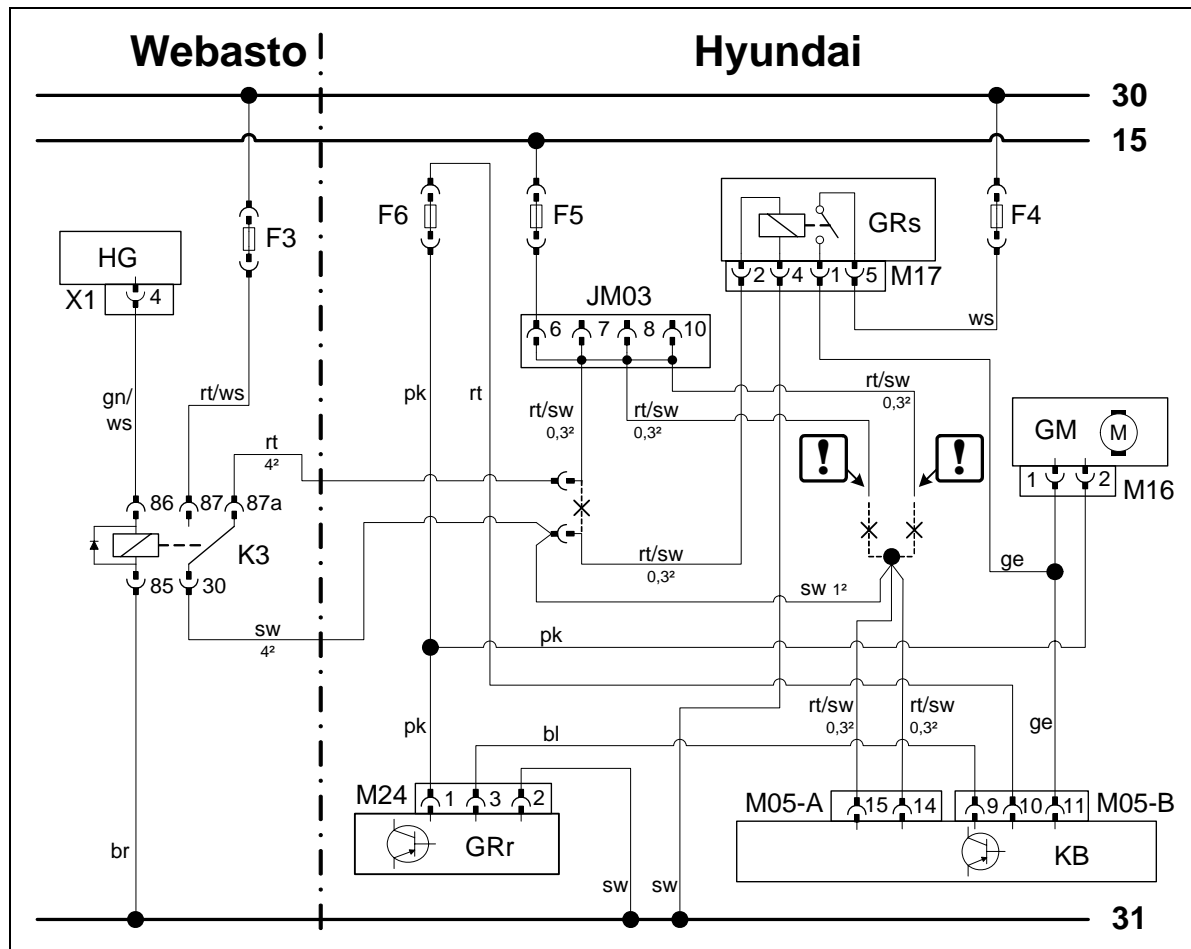 Webasto Hyundai
30
15
F3 F6 F5 F4
HG
X1 4
GRs
2 4 1 5 M17
JM03
6 7 8 10
ws
gn/
ws
rt/ws
pk rt
rt/sw
0,3²
rt/sw
0,3²
rt/sw
0,3²
rt
4²
! !
GM M
1 2 M16
86 87 87a
K3
85 30
rt/sw
0,3²
ge
sw 1²
sw
4²
pk
pk
bl
rt/sw
0,3²
rt/sw
0,3²
ge
M24 1 3 2
GRr
M05-A 15 14 9 10 11 M05-B
KB
br
sw sw
31